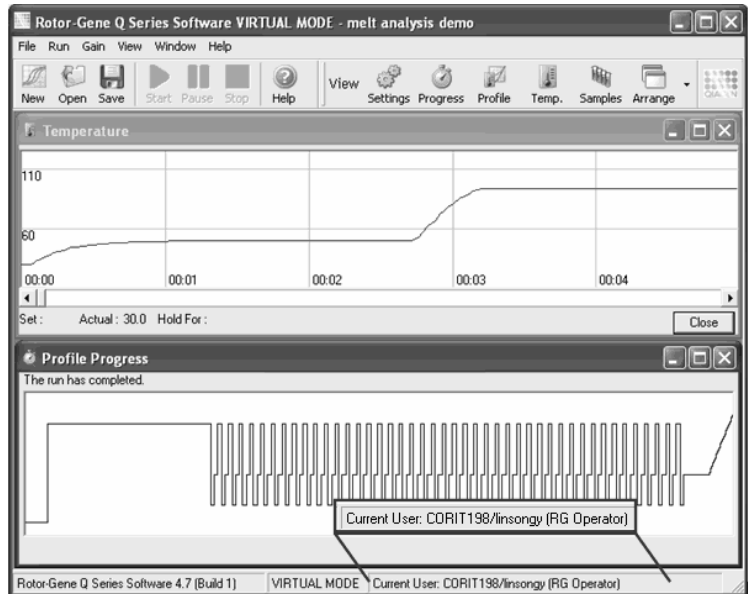 Rotor-Gene Q Series Software VIRTUAL MODE - melt analysis demo
File Run Gain View Window Help
New Open Save Start Pause Stop Help View Settings Progress Profile Temp. Samples Arrange
Temperature
110
60
00:00 00:01 00:02 00:03 00:04
Set : Actual : 30.0 Hold For : Close
Profile Progress
The run has completed.
Current User: CORIT198/linsongy (RG Operator)
Rotor-Gene Q Series Software 4.7 (Build 1) VIRTUAL MODE Current User: CORIT198/linsongy (RG Operator)